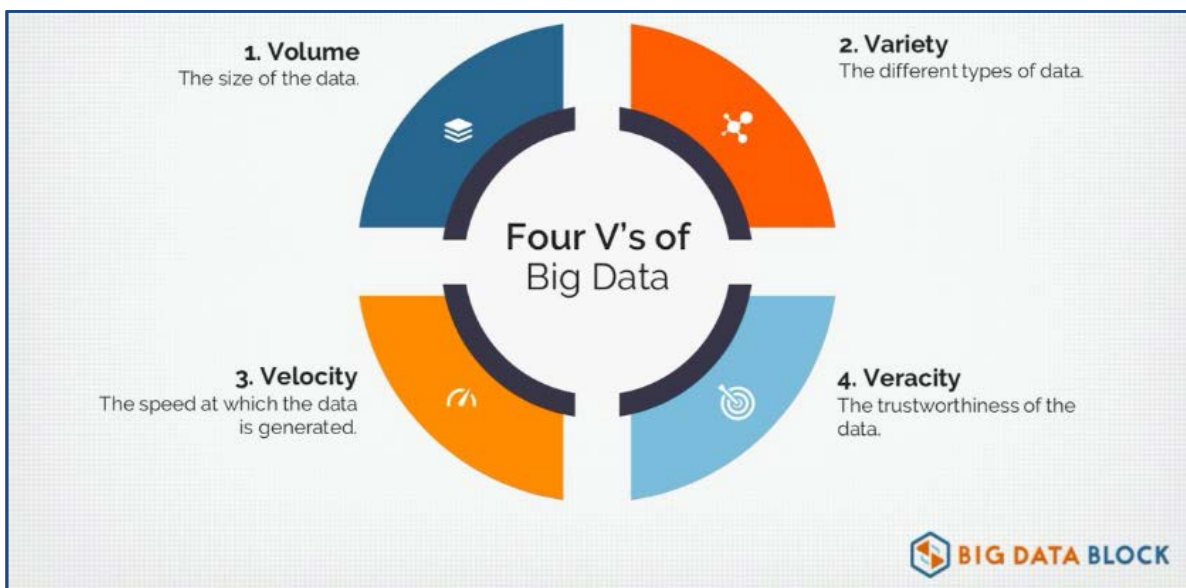 1. Volume
The size of the data.
2. Variety
The different types of data.
Four V's of
Big Data
3. Velocity
The speed at which the data
is generated.
4. Veracity
The trustworthiness of the
data.
BIG DATA BLOCK